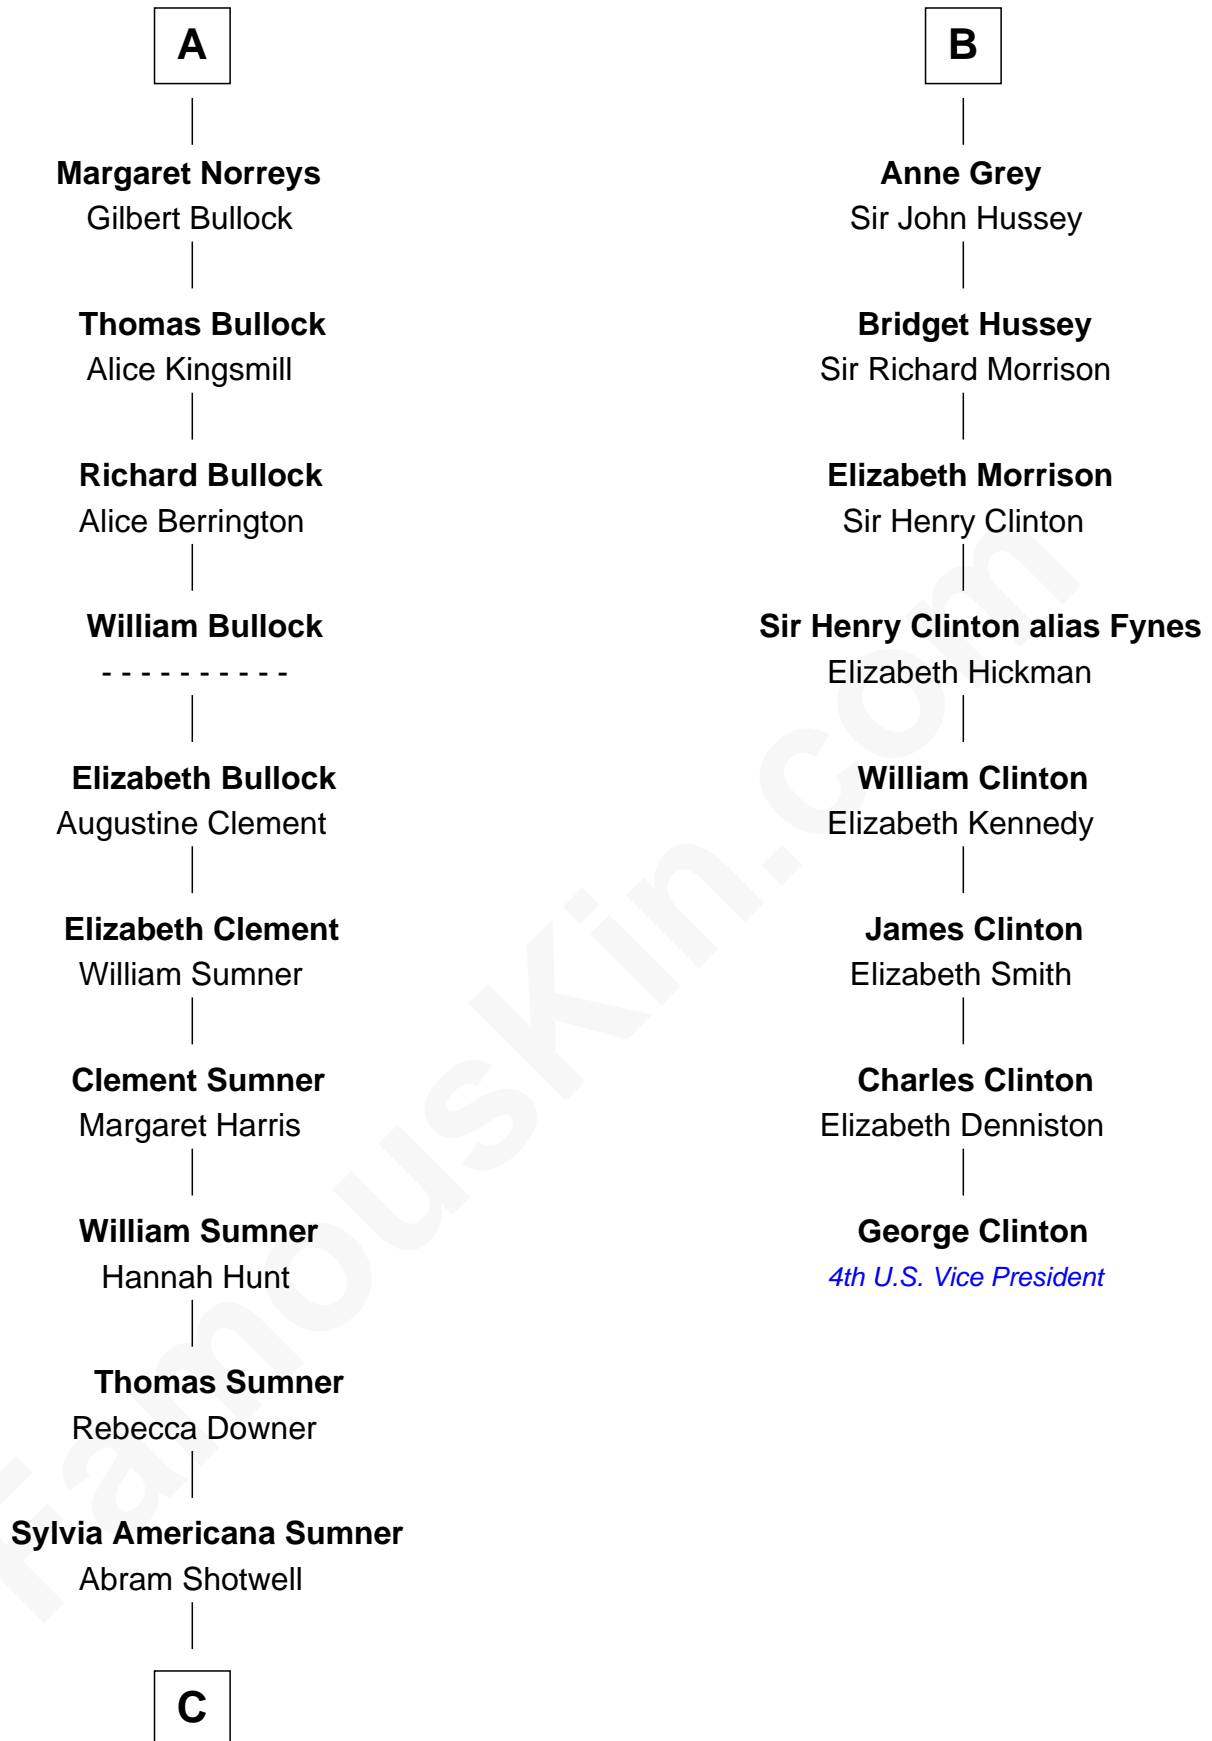 A
Margaret Norreys
Gilbert Bullock
Thomas Bullock
Alice Kingsmill
Richard Bullock
Alice Berrington
William Bullock
- - - - - - - - - -
Elizabeth Bullock
Augustine Clement
Elizabeth Clement
William Sumner
Clement Sumner
Margaret Harris
William Sumner
Hannah Hunt
Thomas Sumner
Rebecca Downer
Sylvia Americana Sumner
Abram Shotwell
C
B
Anne Grey
Sir John Hussey
Bridget Hussey
Sir Richard Morrison
Elizabeth Morrison
Sir Henry Clinton
Sir Henry Clinton alias Fynes
Elizabeth Hickman
William Clinton
Elizabeth Kennedy
James Clinton
Elizabeth Smith
Charles Clinton
Elizabeth Denniston
George Clinton
4th U.S. Vice President
FamousKin.com